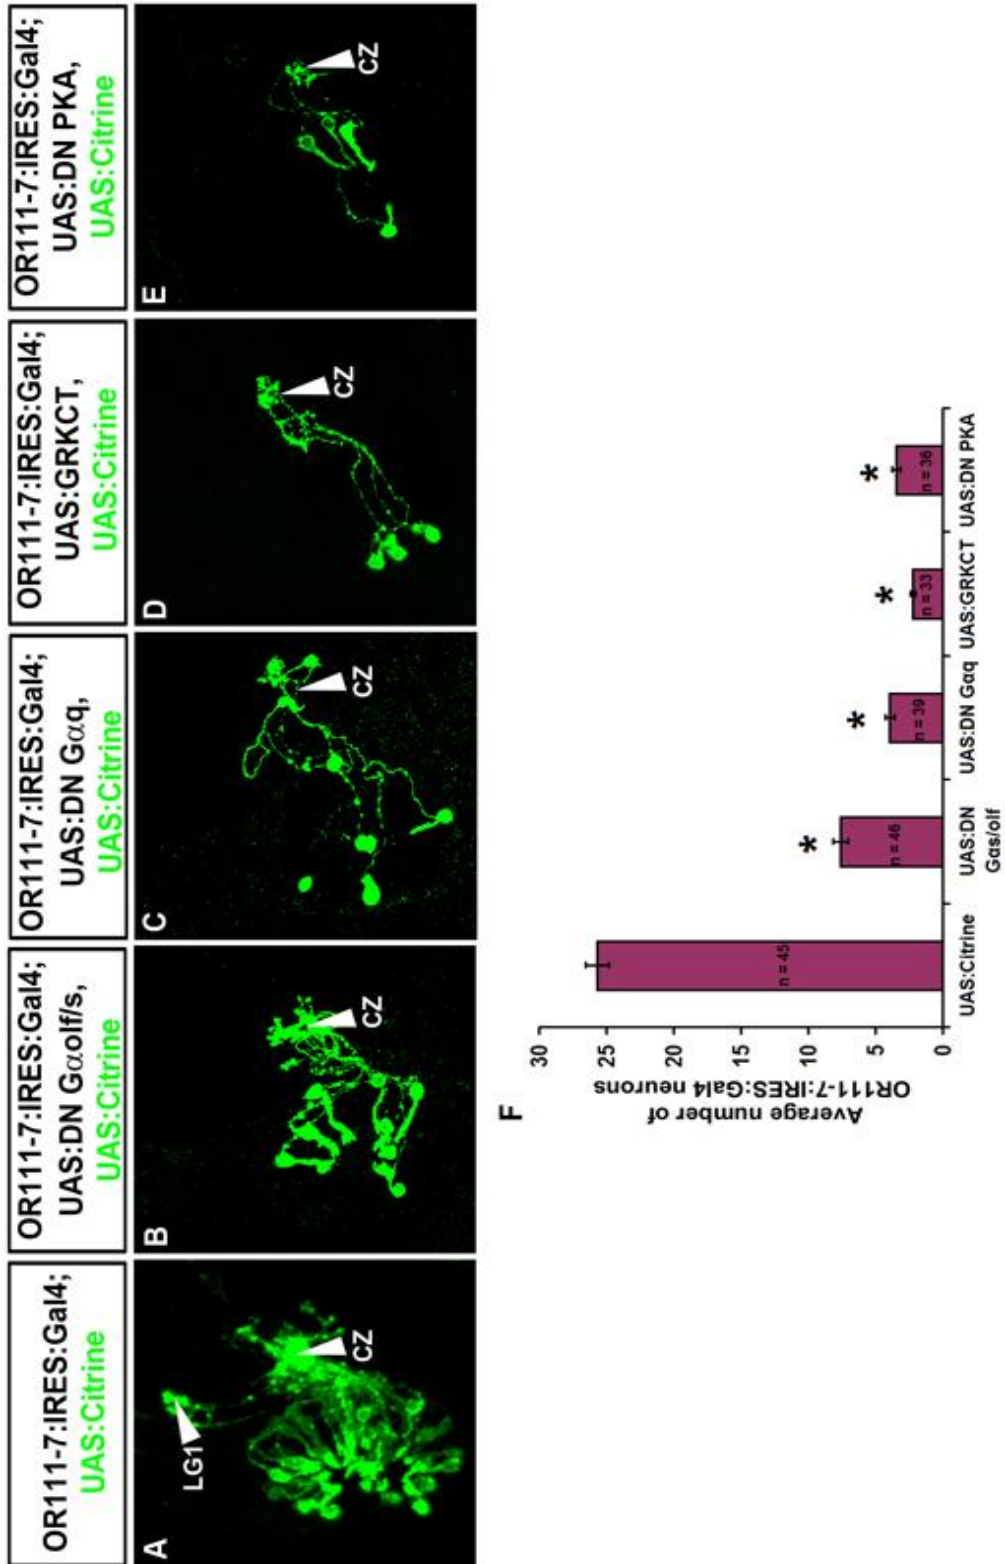 OR111-7:IRES:Gal4;
UAS:Citrine
OR111-7:IRES:Gal4;
UAS:DN Gαolf/s,
UAS:Citrine
OR111-7:IRES:Gal4;
UAS:DN Gαq,
UAS:Citrine
OR111-7:IRES:Gal4;
UAS:GRKCT,
UAS:Citrine
OR111-7:IRES:Gal4;
UAS:DN PKA,
UAS:Citrine
A
LG1
CZ
B
CZ
C
CZ
D
CZ
E
CZ
F
Average number of
OR111-7:IRES:Gal4 neurons
30
25
20
15
10
5
0
n = 45
*
n = 46
*
n = 39
*
n = 33
*
n = 36
UAS:Citrine
UAS:DN
Gαs/olf
UAS:DN Gαq
UAS:GRKCT
UAS:DN PKA